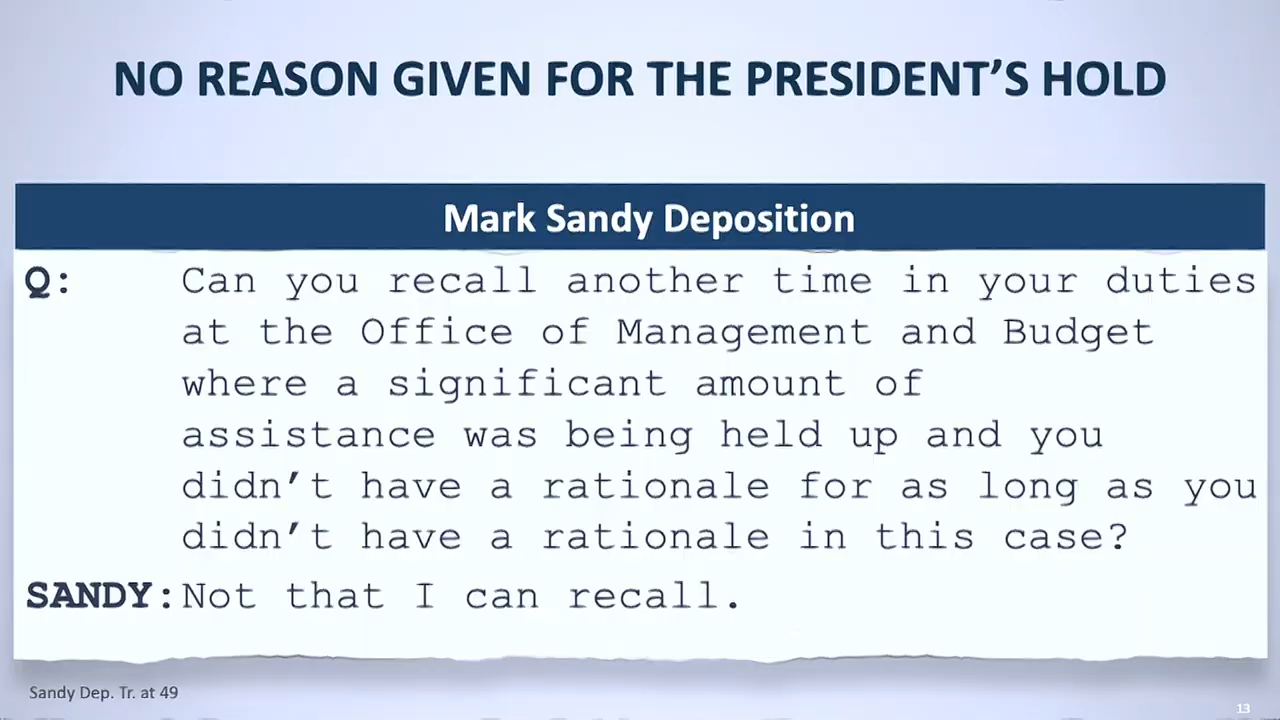 NO REASON GIVEN FOR THE PRESIDENT’S HOLD
Mark Sandy Deposition
Q: Can you recall another time in your duties
at the Office of Management and Budget
where a significant amount of
assistance was being held up and you
didn’t have a rationale for as long as you
didn’t have a rationale in this case?
SANDY: Not that I can recall.
Sandy Dep. Tr. at 49
13